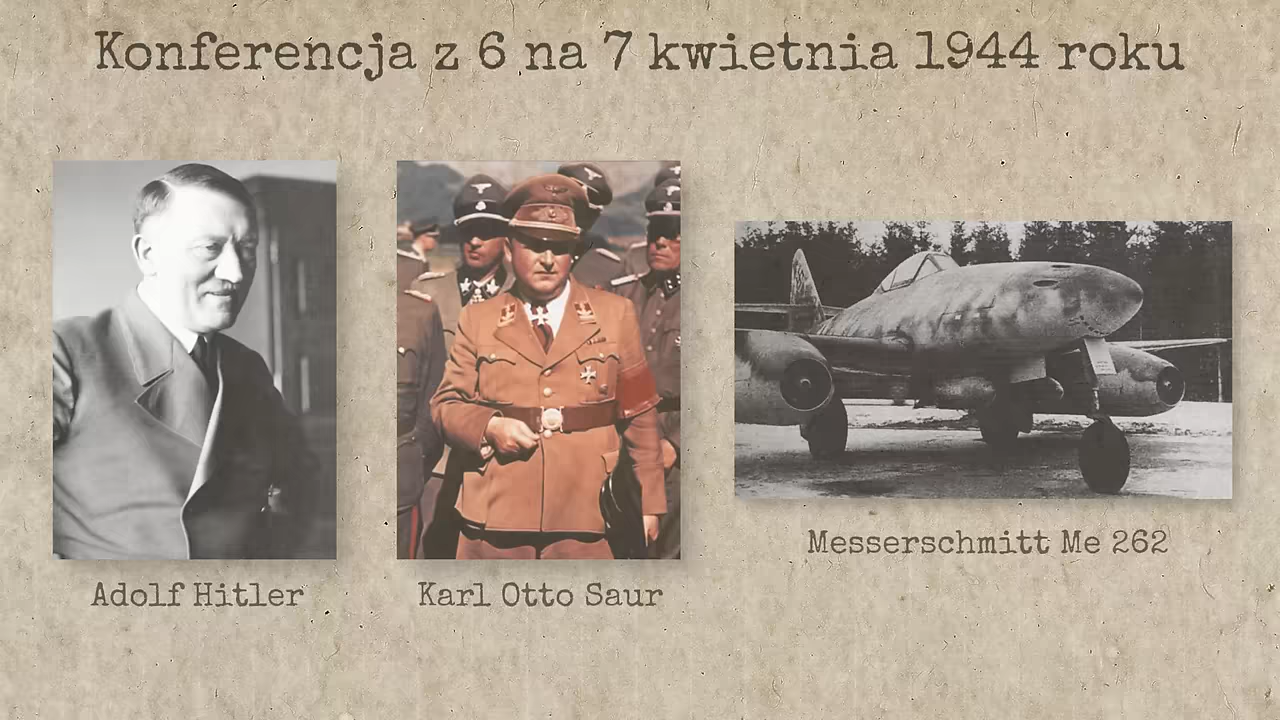 Konferencja z 6 na 7 kwietnia 1944 roku
Messerschmitt Me 262
Adolf Hitler
Karl Otto Saur